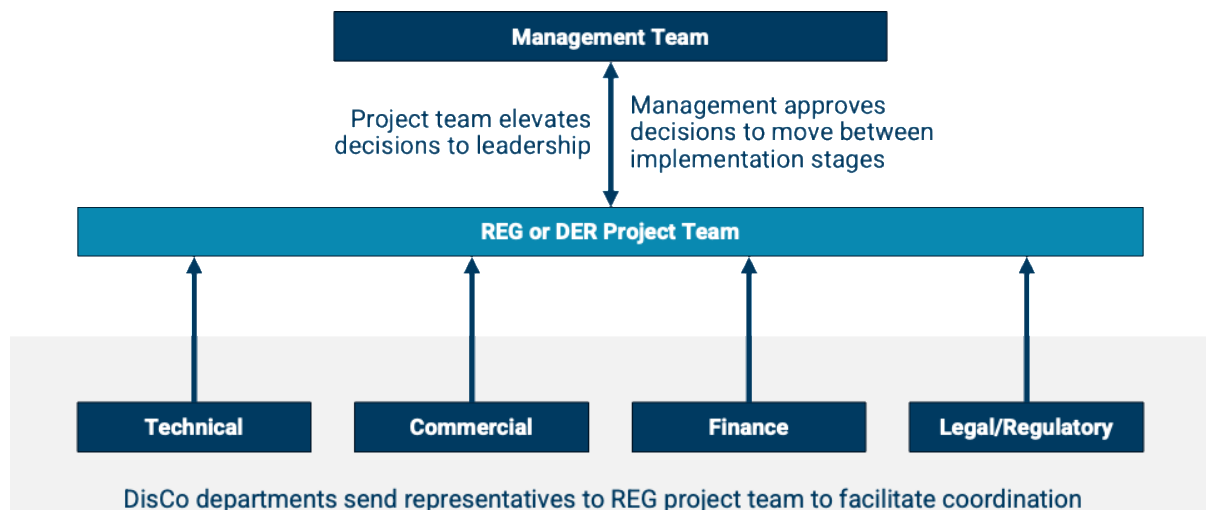 Management Team
Project team elevates
decisions to leadership
Management approves
decisions to move between
implementation stages
REG or DER Project Team
Technical
Commercial
Finance
Legal/Regulatory
DisCo departments send representatives to REG project team to facilitate coordination